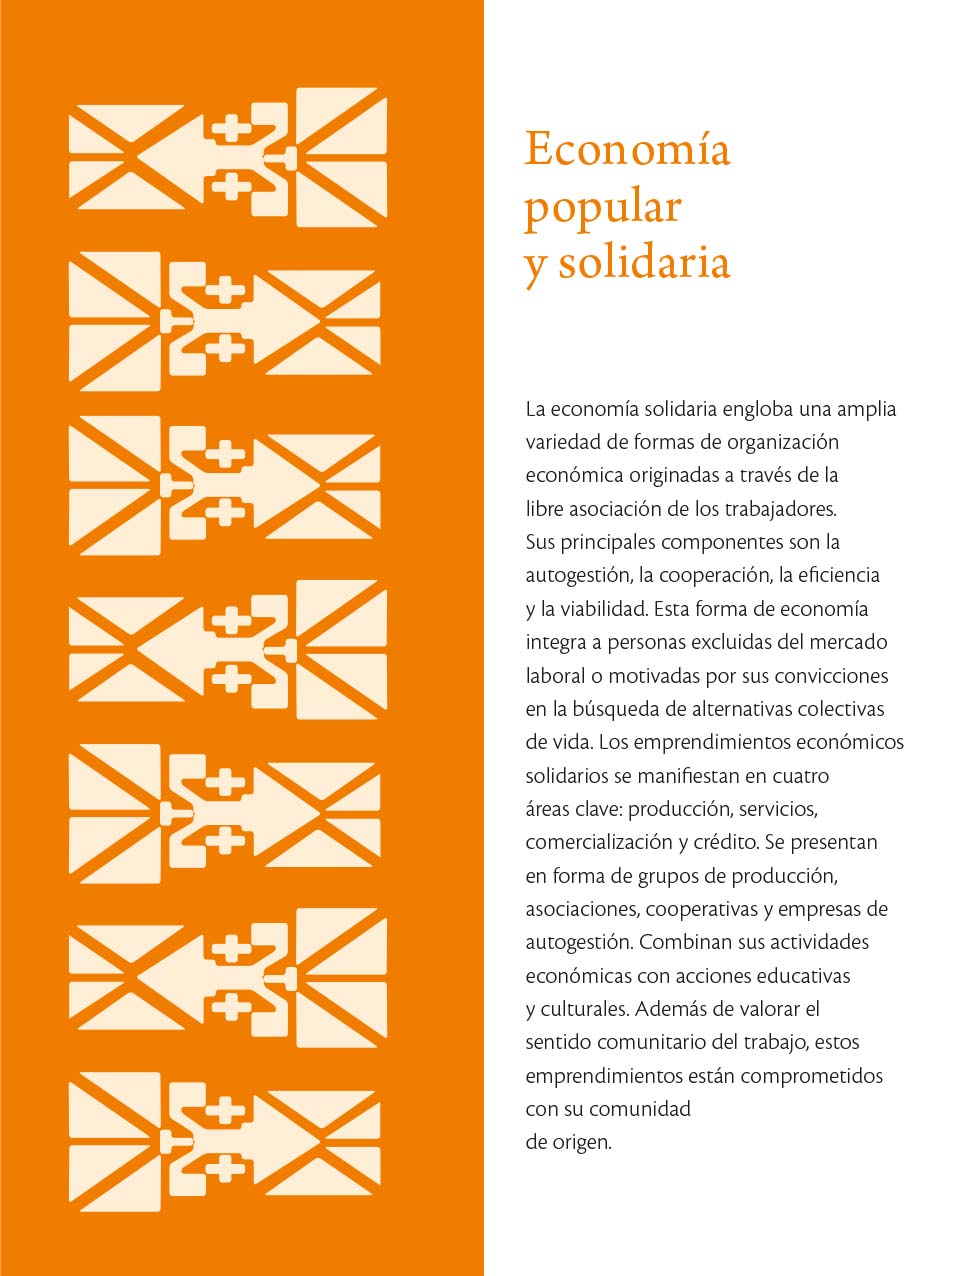 Economía
popular
y solidaria
La economía solidaria engloba una amplia
variedad de formas de organización
económica originadas a través de la
libre asociación de los trabajadores.
Sus principales componentes son la
autogestión, la cooperación, la eficiencia
y la viabilidad. Esta forma de economía
integra a personas excluidas del mercado
laboral o motivadas por sus convicciones
en la búsqueda de alternativas colectivas
de vida. Los emprendimientos económicos
solidarios se manifiestan en cuatro
áreas clave: producción, servicios,
comercialización y crédito. Se presentan
en forma de grupos de producción,
asociaciones, cooperativas y empresas de
autogestión. Combinan sus actividades
económicas con acciones educativas
y culturales. Además de valorar el
sentido comunitario del trabajo, estos
emprendimientos están comprometidos
con su comunidad
de origen.